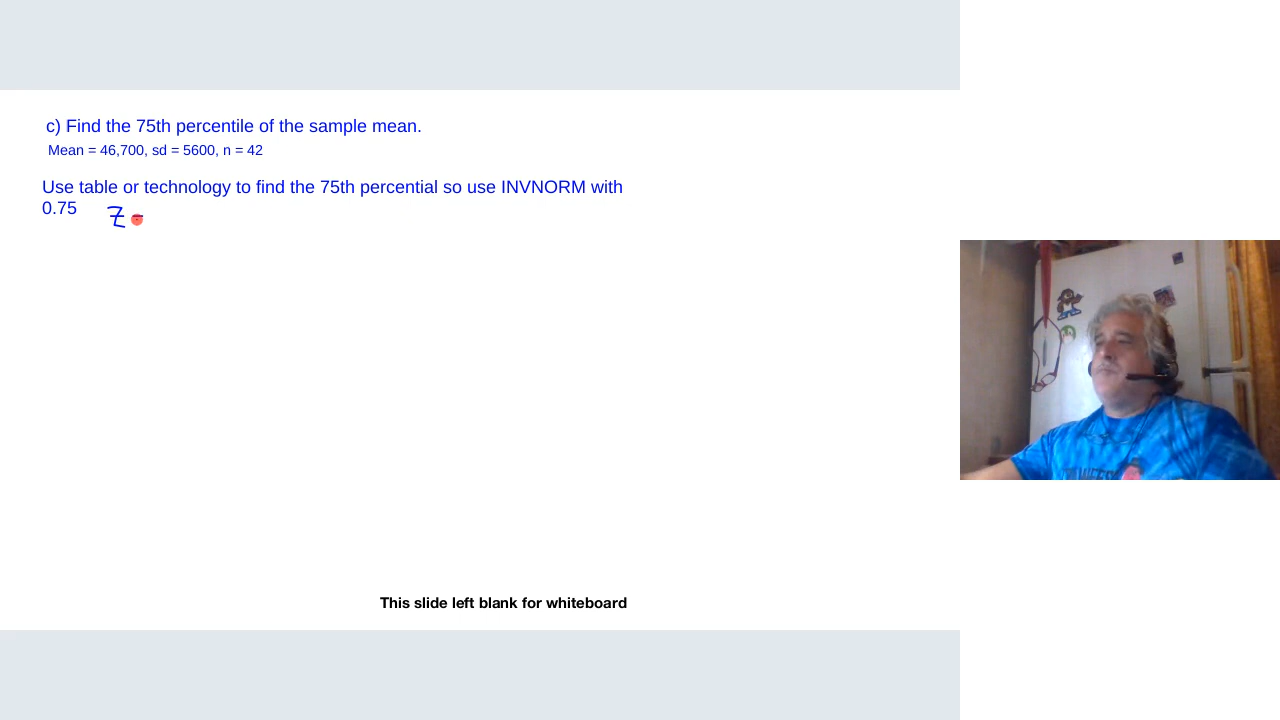 c) Find the 75th percentile of the sample mean.
Mean = 46,700, sd = 5600, n = 42
Use table or technology to find the 75th percential so use INVNORM with
0.75 Z =
This slide left blank for whiteboard